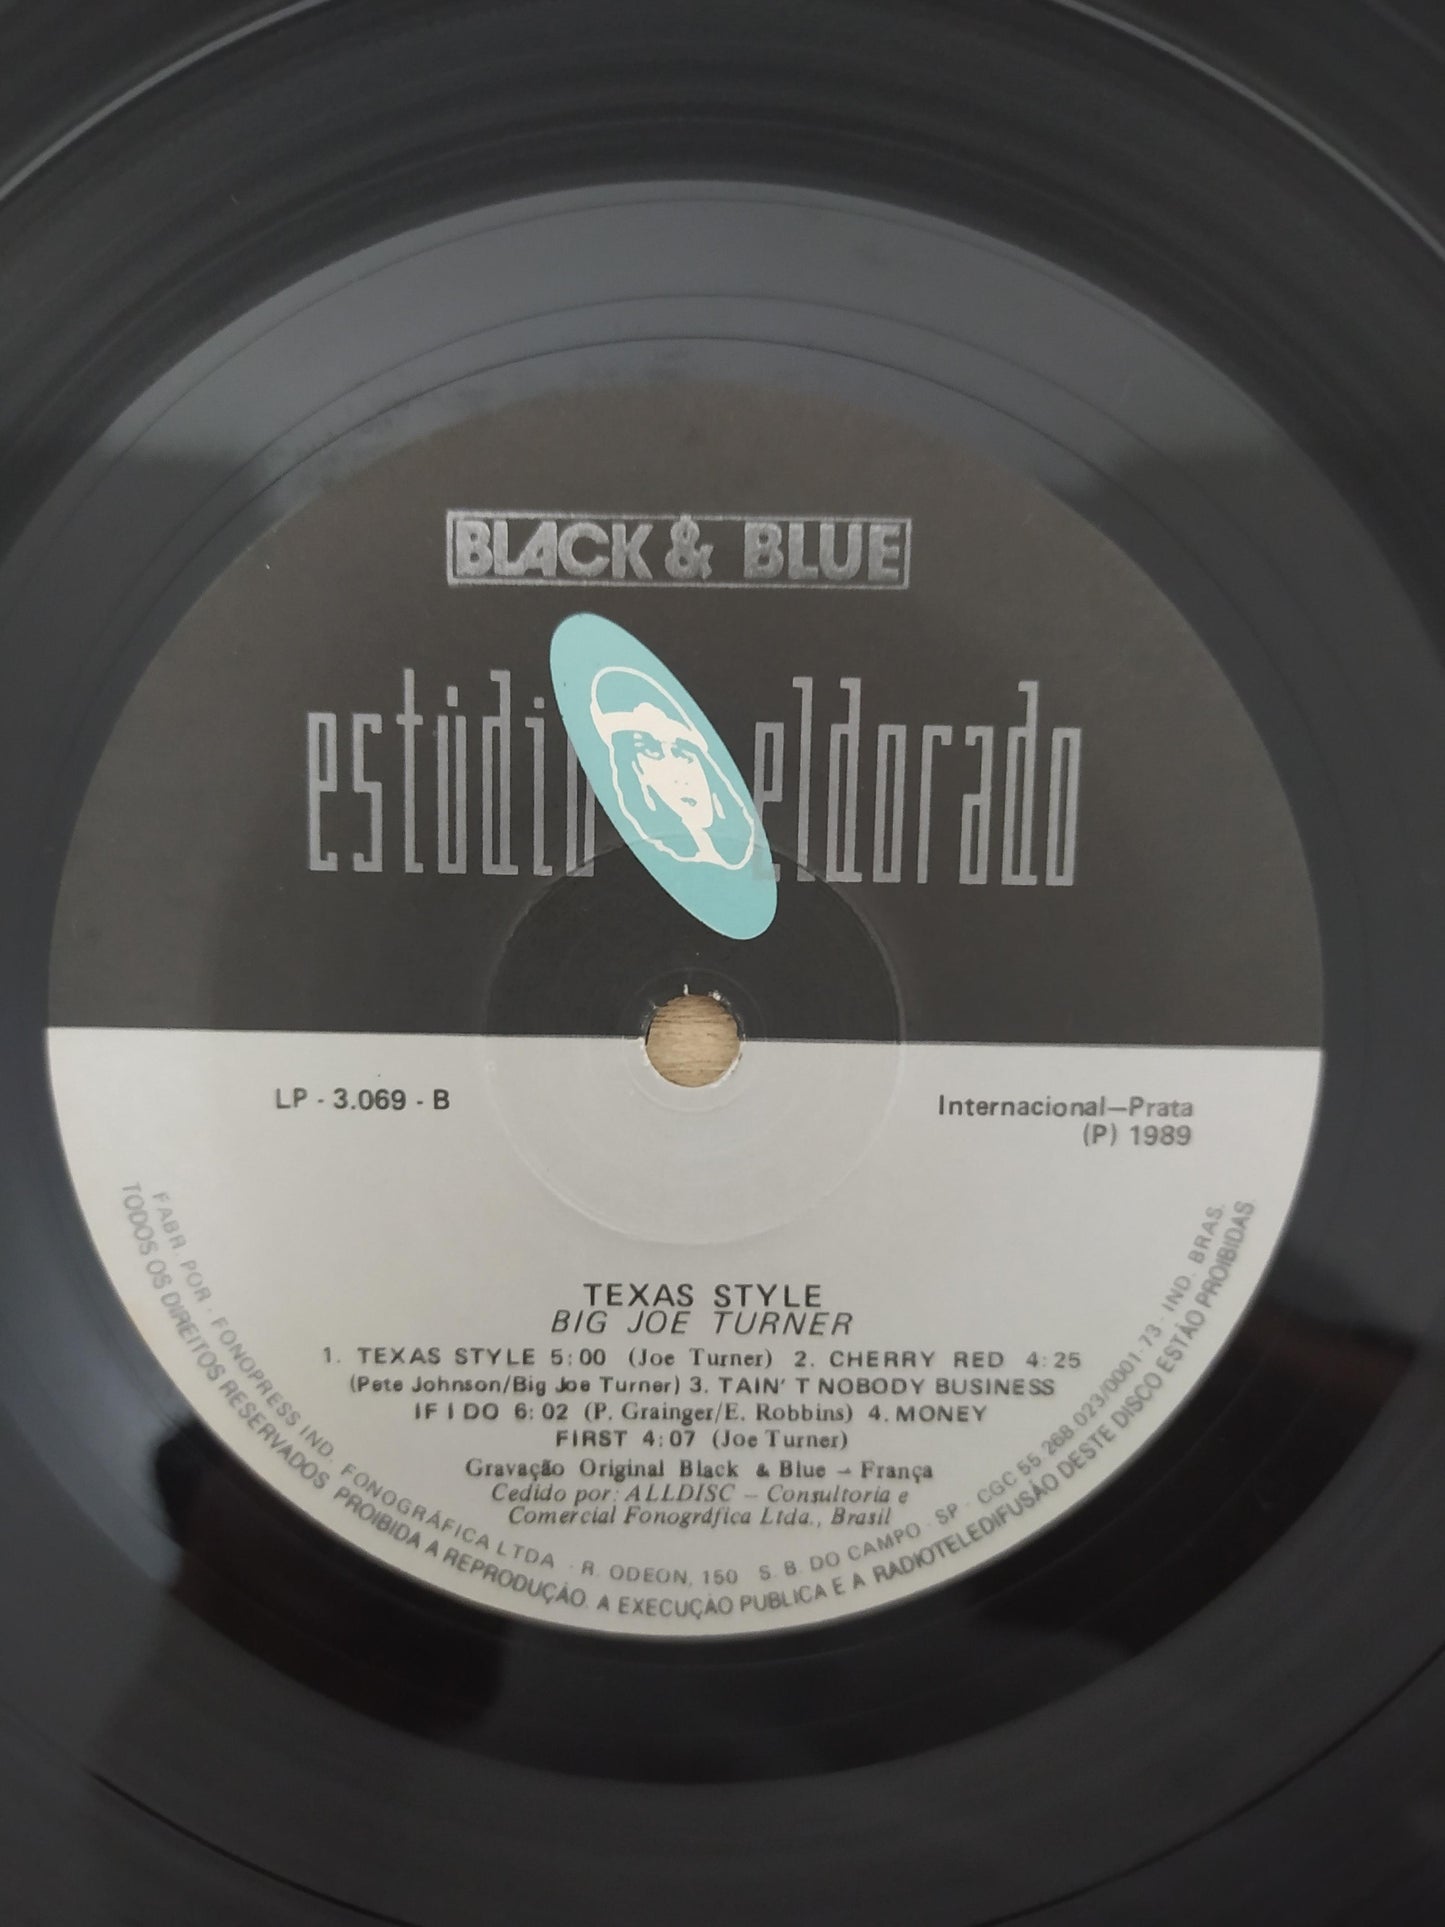 BLACK & BLUE
estúdio eldorado
LP - 3.069 - B
Internacional—Prata
(P) 1989
TEXAS STYLE
BIG JOE TURNER
1. TEXAS STYLE 5:00 (Joe Turner) 2. CHERRY RED 4:25
(Pete Johnson/Big Joe Turner) 3. TAIN' T NOBODY BUSINESS
IF I DO 6:02 (P. Grainger/E. Robbins) 4. MONEY
FIRST 4:07 (Joe Turner)
Gravação Original Black & Blue – França
Cedido por: ALLDISC – Consultoria e
Comercial Fonográfica Ltda., Brasil
FABR. POR · FONOPRESS IND. FONOGRÁFICA LTDA · R. ODEON, 150 S. B. DO CAMPO · SP · CGC 55 268 023/0001-73 · IND. BRAS.
TODOS OS DIREITOS RESERVADOS PROIBIDA A REPRODUÇÃO. A EXECUÇÃO PUBLICA E A RADIOTELEDIFUSÃO DESTE DISCO ESTÃO PROIBIDAS.